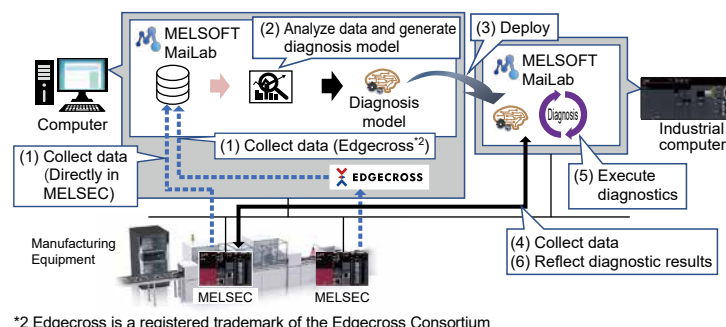 MELSOFT
MaiLab
(2) Analyze data and generate
diagnosis model
(3) Deploy
MELSOFT
MaiLab
Computer
Diagnosis
model
Diagnosis
Industrial
computer
(1) Collect data
(Directly in
MELSEC)
(1) Collect data (Edgecross*2)
EDGECROSS
(5) Execute
diagnostics
Manufacturing
Equipment
(4) Collect data
(6) Reflect diagnostic results
MELSEC
MELSEC
*2 Edgecross is a registered trademark of the Edgecross Consortium